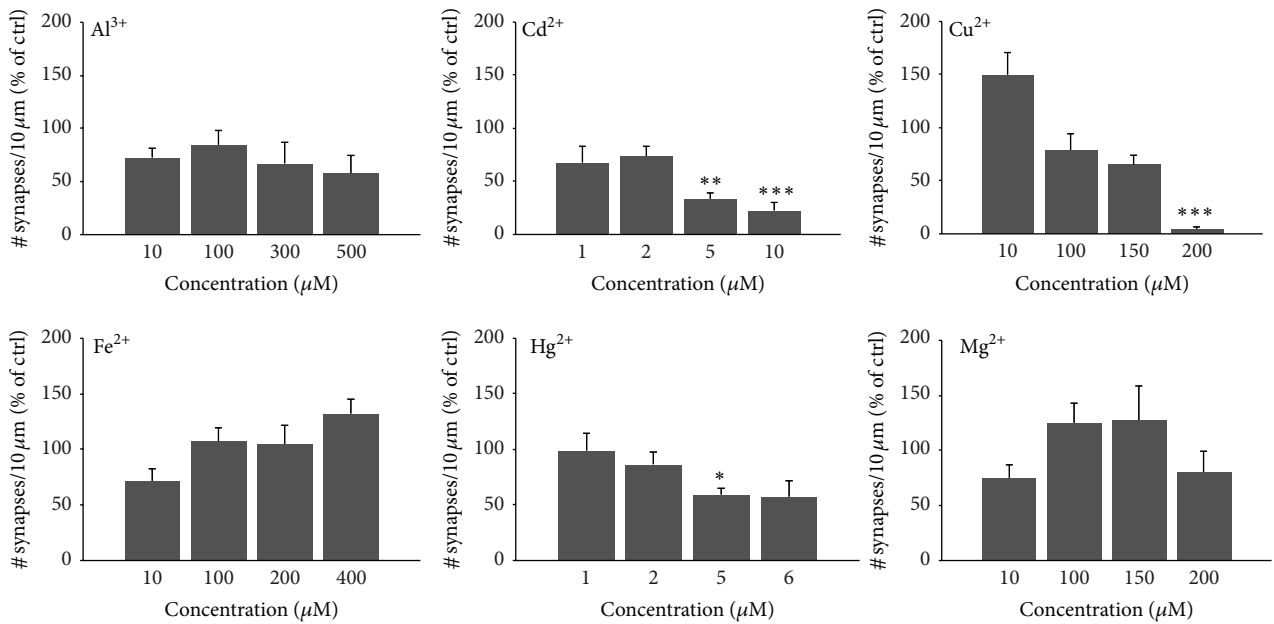 Al³⁺
# synapses/10 μm (% of ctrl)
200
150
100
50
0
10 100 300 500
Concentration (μM)
Cd²⁺
# synapses/10 μm (% of ctrl)
200
150
100
50
0
**
***
1 2 5 10
Concentration (μM)
Cu²⁺
# synapses/10 μm (% of ctrl)
200
150
100
50
0
***
10 100 150 200
Concentration (μM)
Fe²⁺
# synapses/10 μm (% of ctrl)
200
150
100
50
0
10 100 200 400
Concentration (μM)
Hg²⁺
# synapses/10 μm (% of ctrl)
200
150
100
50
0
*
1 2 5 6
Concentration (μM)
Mg²⁺
# synapses/10 μm (% of ctrl)
200
150
100
50
0
10 100 150 200
Concentration (μM)